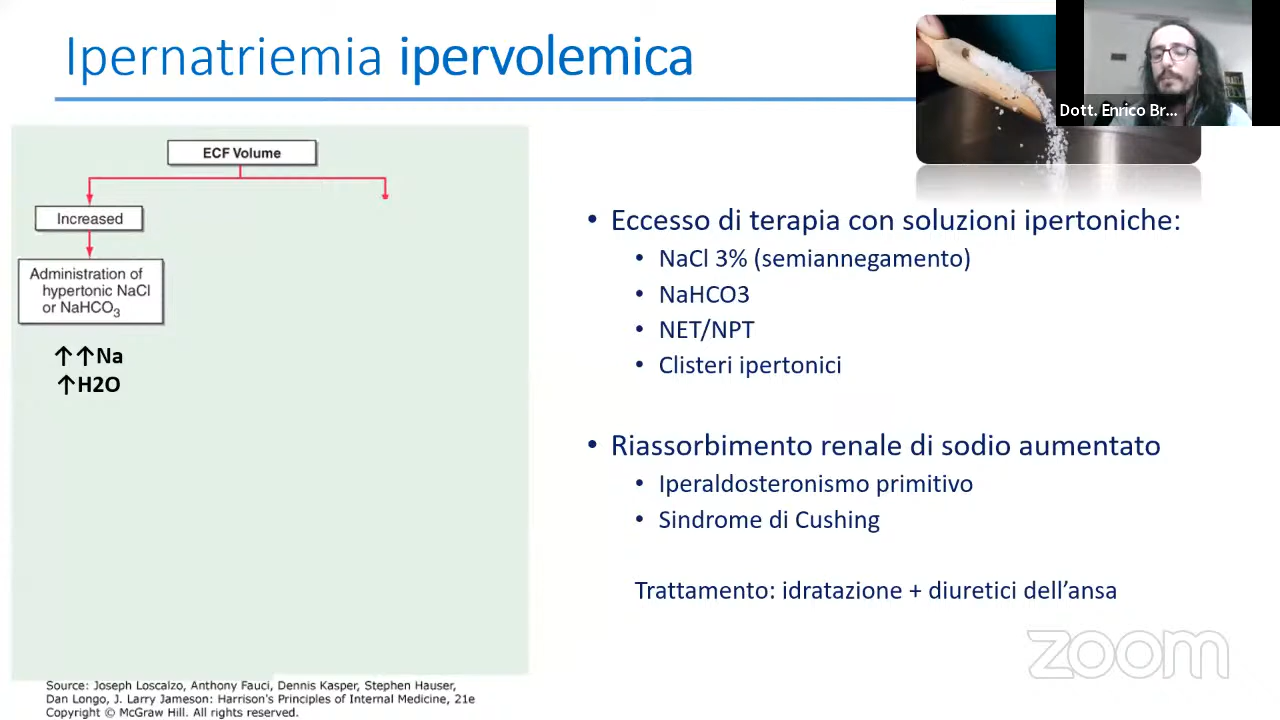 Ipernatriemia ipervolemica
Dott. Enrico Br...
ECF Volume
Increased
Administration of
hypertonic NaCl
or NaHCO3
↑↑Na
↑H2O
• Eccesso di terapia con soluzioni ipertoniche:
• NaCl 3% (semiannegamento)
• NaHCO3
• NET/NPT
• Clisteri ipertonici
• Riassorbimento renale di sodio aumentato
• Iperaldosteronismo primitivo
• Sindrome di Cushing
Trattamento: idratazione + diuretici dell’ansa
zoom
Source: Joseph Loscalzo, Anthony Fauci, Dennis Kasper, Stephen Hauser,
Dan Longo, J. Larry Jameson: Harrison's Principles of Internal Medicine, 21e
Copyright © McGraw Hill. All rights reserved.